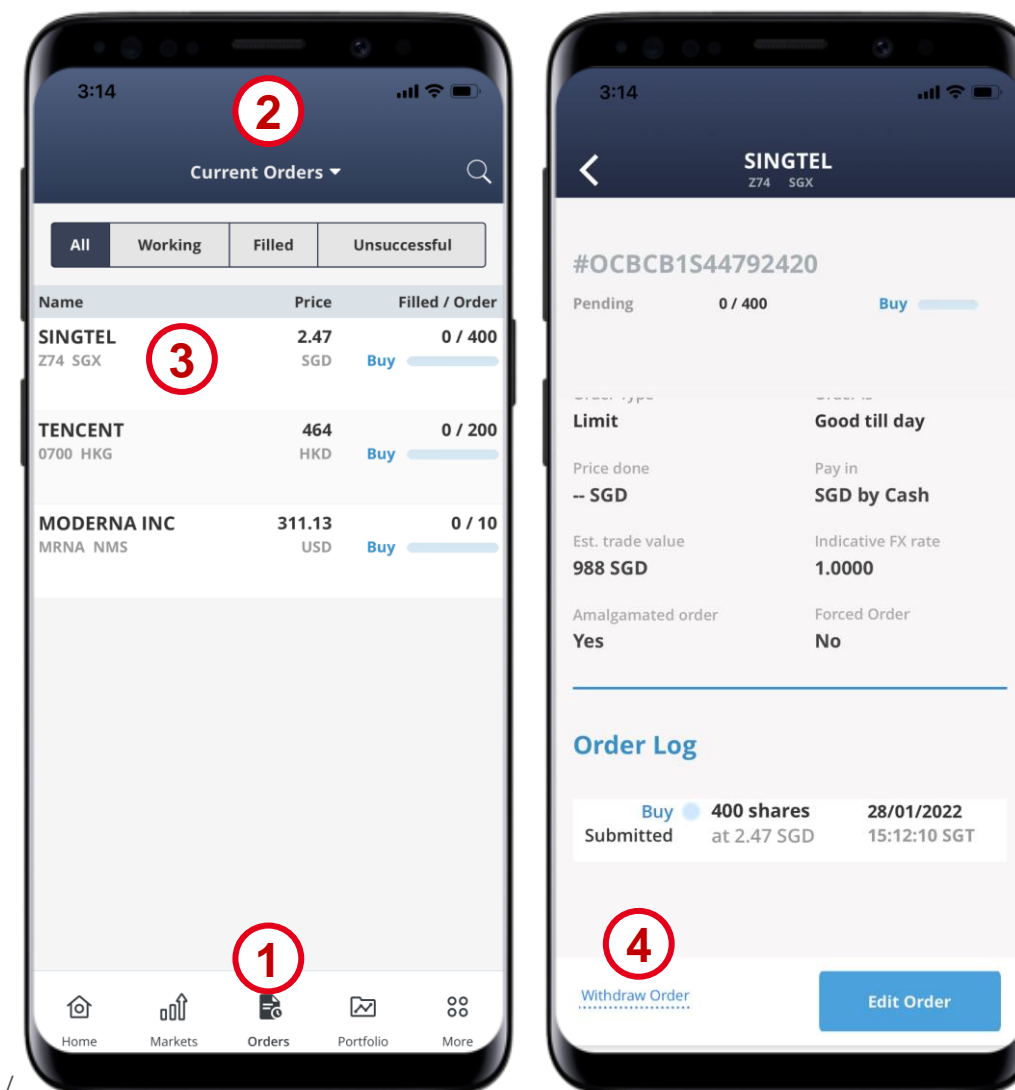 3:14
2
Current Orders
All Working Filled Unsuccessful
Name Price Filled / Order
SINGTEL 2.47 0 / 400
Z74 SGX SGD Buy
3
TENCENT 464 0 / 200
0700 HKG HKD Buy
MODERNA INC 311.13 0 / 10
MRNA NMS USD Buy
1
Home Markets Orders Portfolio More
/
3:14
SINGTEL
Z74 SGX
#OCBCB1S44792420
Pending 0 / 400 Buy
Limit Good till day
Price done Pay in
-- SGD SGD by Cash
Est. trade value Indicative FX rate
988 SGD 1.0000
Amalgamated order Forced Order
Yes No
Order Log
Buy 400 shares 28/01/2022
Submitted at 2.47 SGD 15:12:10 SGT
4
Withdraw Order Edit Order